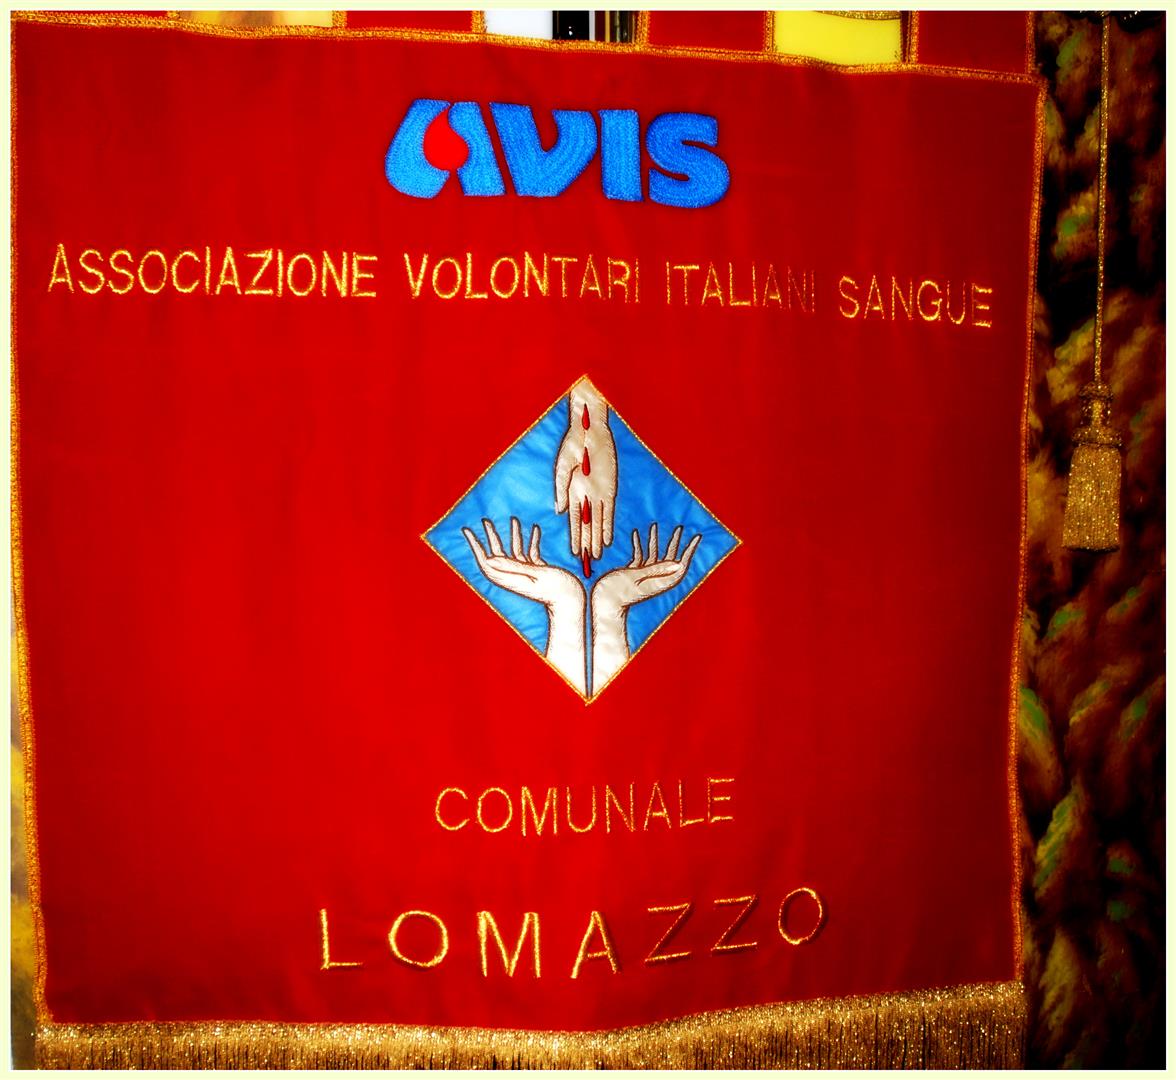 AVIS
ASSOCIAZIONE VOLONTARI ITALIANI SANGUE
COMUNALE
LOMAZZO